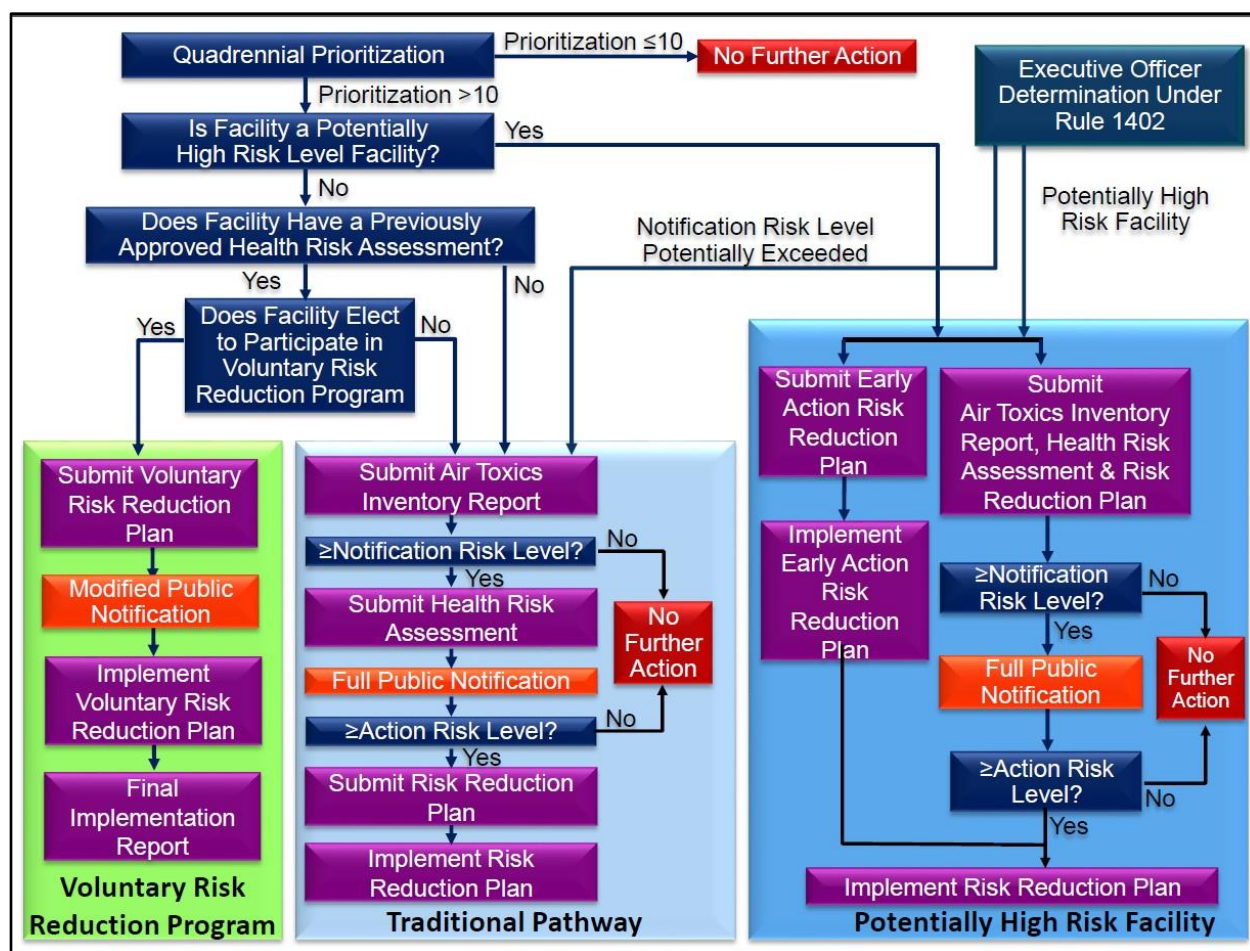 Quadrennial Prioritization
Prioritization ≤10
No Further Action
Prioritization >10
Executive Officer
Determination Under
Rule 1402
Is Facility a Potentially
High Risk Level Facility?
Yes
No
Potentially High
Risk Facility
Does Facility Have a Previously
Approved Health Risk Assessment?
Notification Risk Level
Potentially Exceeded
Yes
No
Does Facility Elect
to Participate in
Voluntary Risk
Reduction Program
Yes
No
Submit Voluntary
Risk Reduction
Plan
Modified Public
Notification
Implement
Voluntary Risk
Reduction Plan
Final
Implementation
Report
Voluntary Risk
Reduction Program
Submit Air Toxics
Inventory Report
≥Notification Risk Level?
No
Yes
Submit Health Risk
Assessment
No
Further
Action
Full Public Notification
≥Action Risk Level?
No
Yes
Submit Risk Reduction
Plan
Implement Risk
Reduction Plan
Traditional Pathway
Submit Early
Action Risk
Reduction
Plan
Implement
Early Action
Risk
Reduction
Plan
Submit
Air Toxics Inventory
Report, Health Risk
Assessment & Risk
Reduction Plan
≥Notification
Risk Level?
No
Yes
Full Public
Notification
No
Further
Action
≥Action Risk
Level?
No
Yes
Implement Risk Reduction Plan
Potentially High Risk Facility